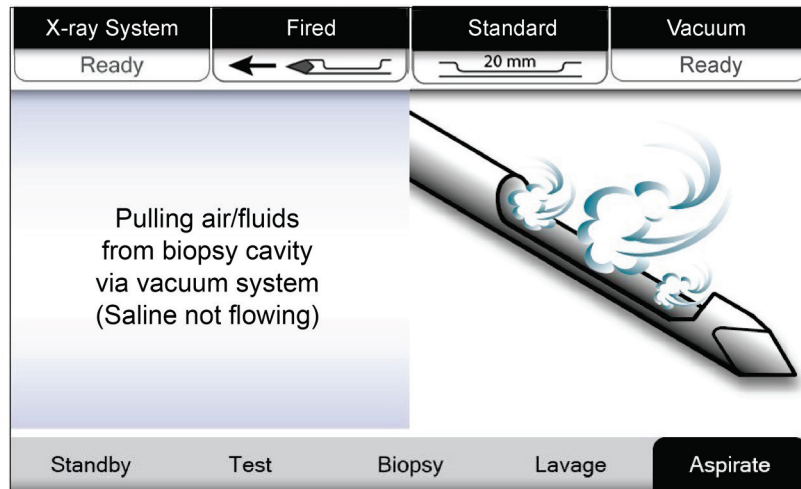 X-ray System Fired Standard Vacuum
Ready 20 mm Ready
Pulling air/fluids
from biopsy cavity
via vacuum system
(Saline not flowing)
Standby Test Biopsy Lavage Aspirate